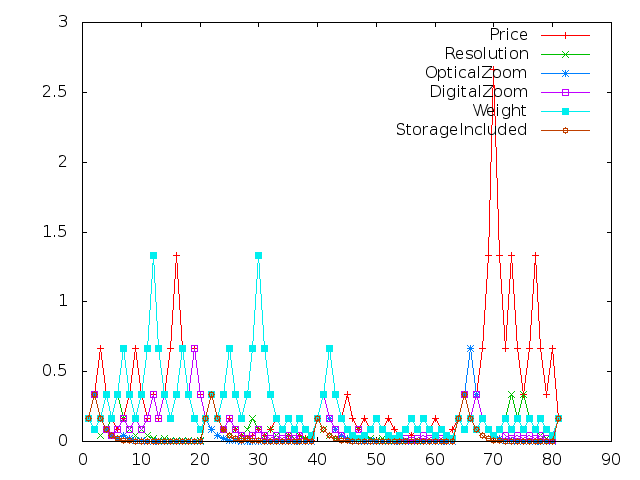 3
2.5
2
1.5
1
0.5
0
0 10 20 30 40 50 60 70 80 90
Price
Resolution
OpticalZoom
DigitalZoom
Weight
StorageIncluded